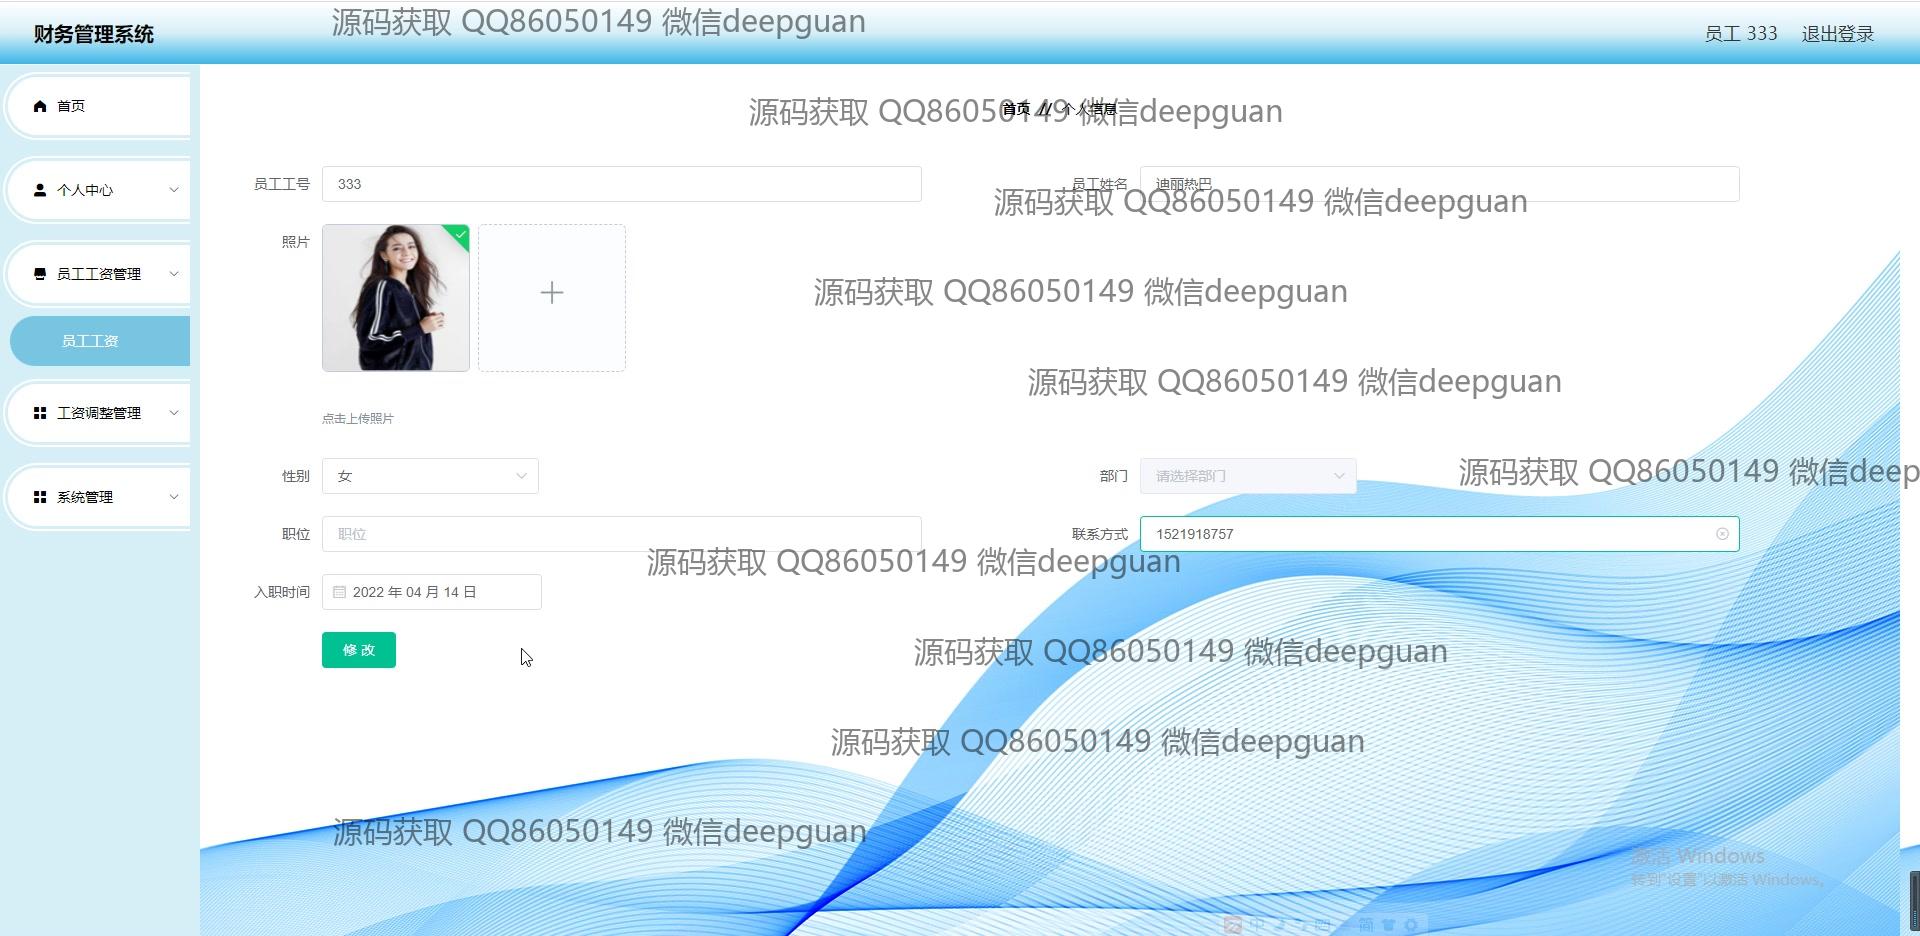 财务管理系统
源码获取 QQ86050149 微信deepguan
员工 333
退出登录
首页
源码获取 QQ86050149 微信deepguan
首页 // 个人信息
个人中心
员工工号
333
员工姓名
迪丽热巴
源码获取 QQ86050149 微信deepguan
照片
员工工资管理
源码获取 QQ86050149 微信deepguan
员工工资
源码获取 QQ86050149 微信deepguan
工资调整管理
点击上传照片
性别
女
部门
请选择部门
源码获取 QQ86050149 微信deep
系统管理
职位
职位
联系方式
1521918757
源码获取 QQ86050149 微信deepguan
入职时间
2022 年 04 月 14 日
修 改
源码获取 QQ86050149 微信deepguan
源码获取 QQ86050149 微信deepguan
源码获取 QQ86050149 微信deepguan
激活 Windows
转到"设置"以激活 Windows。
中
简